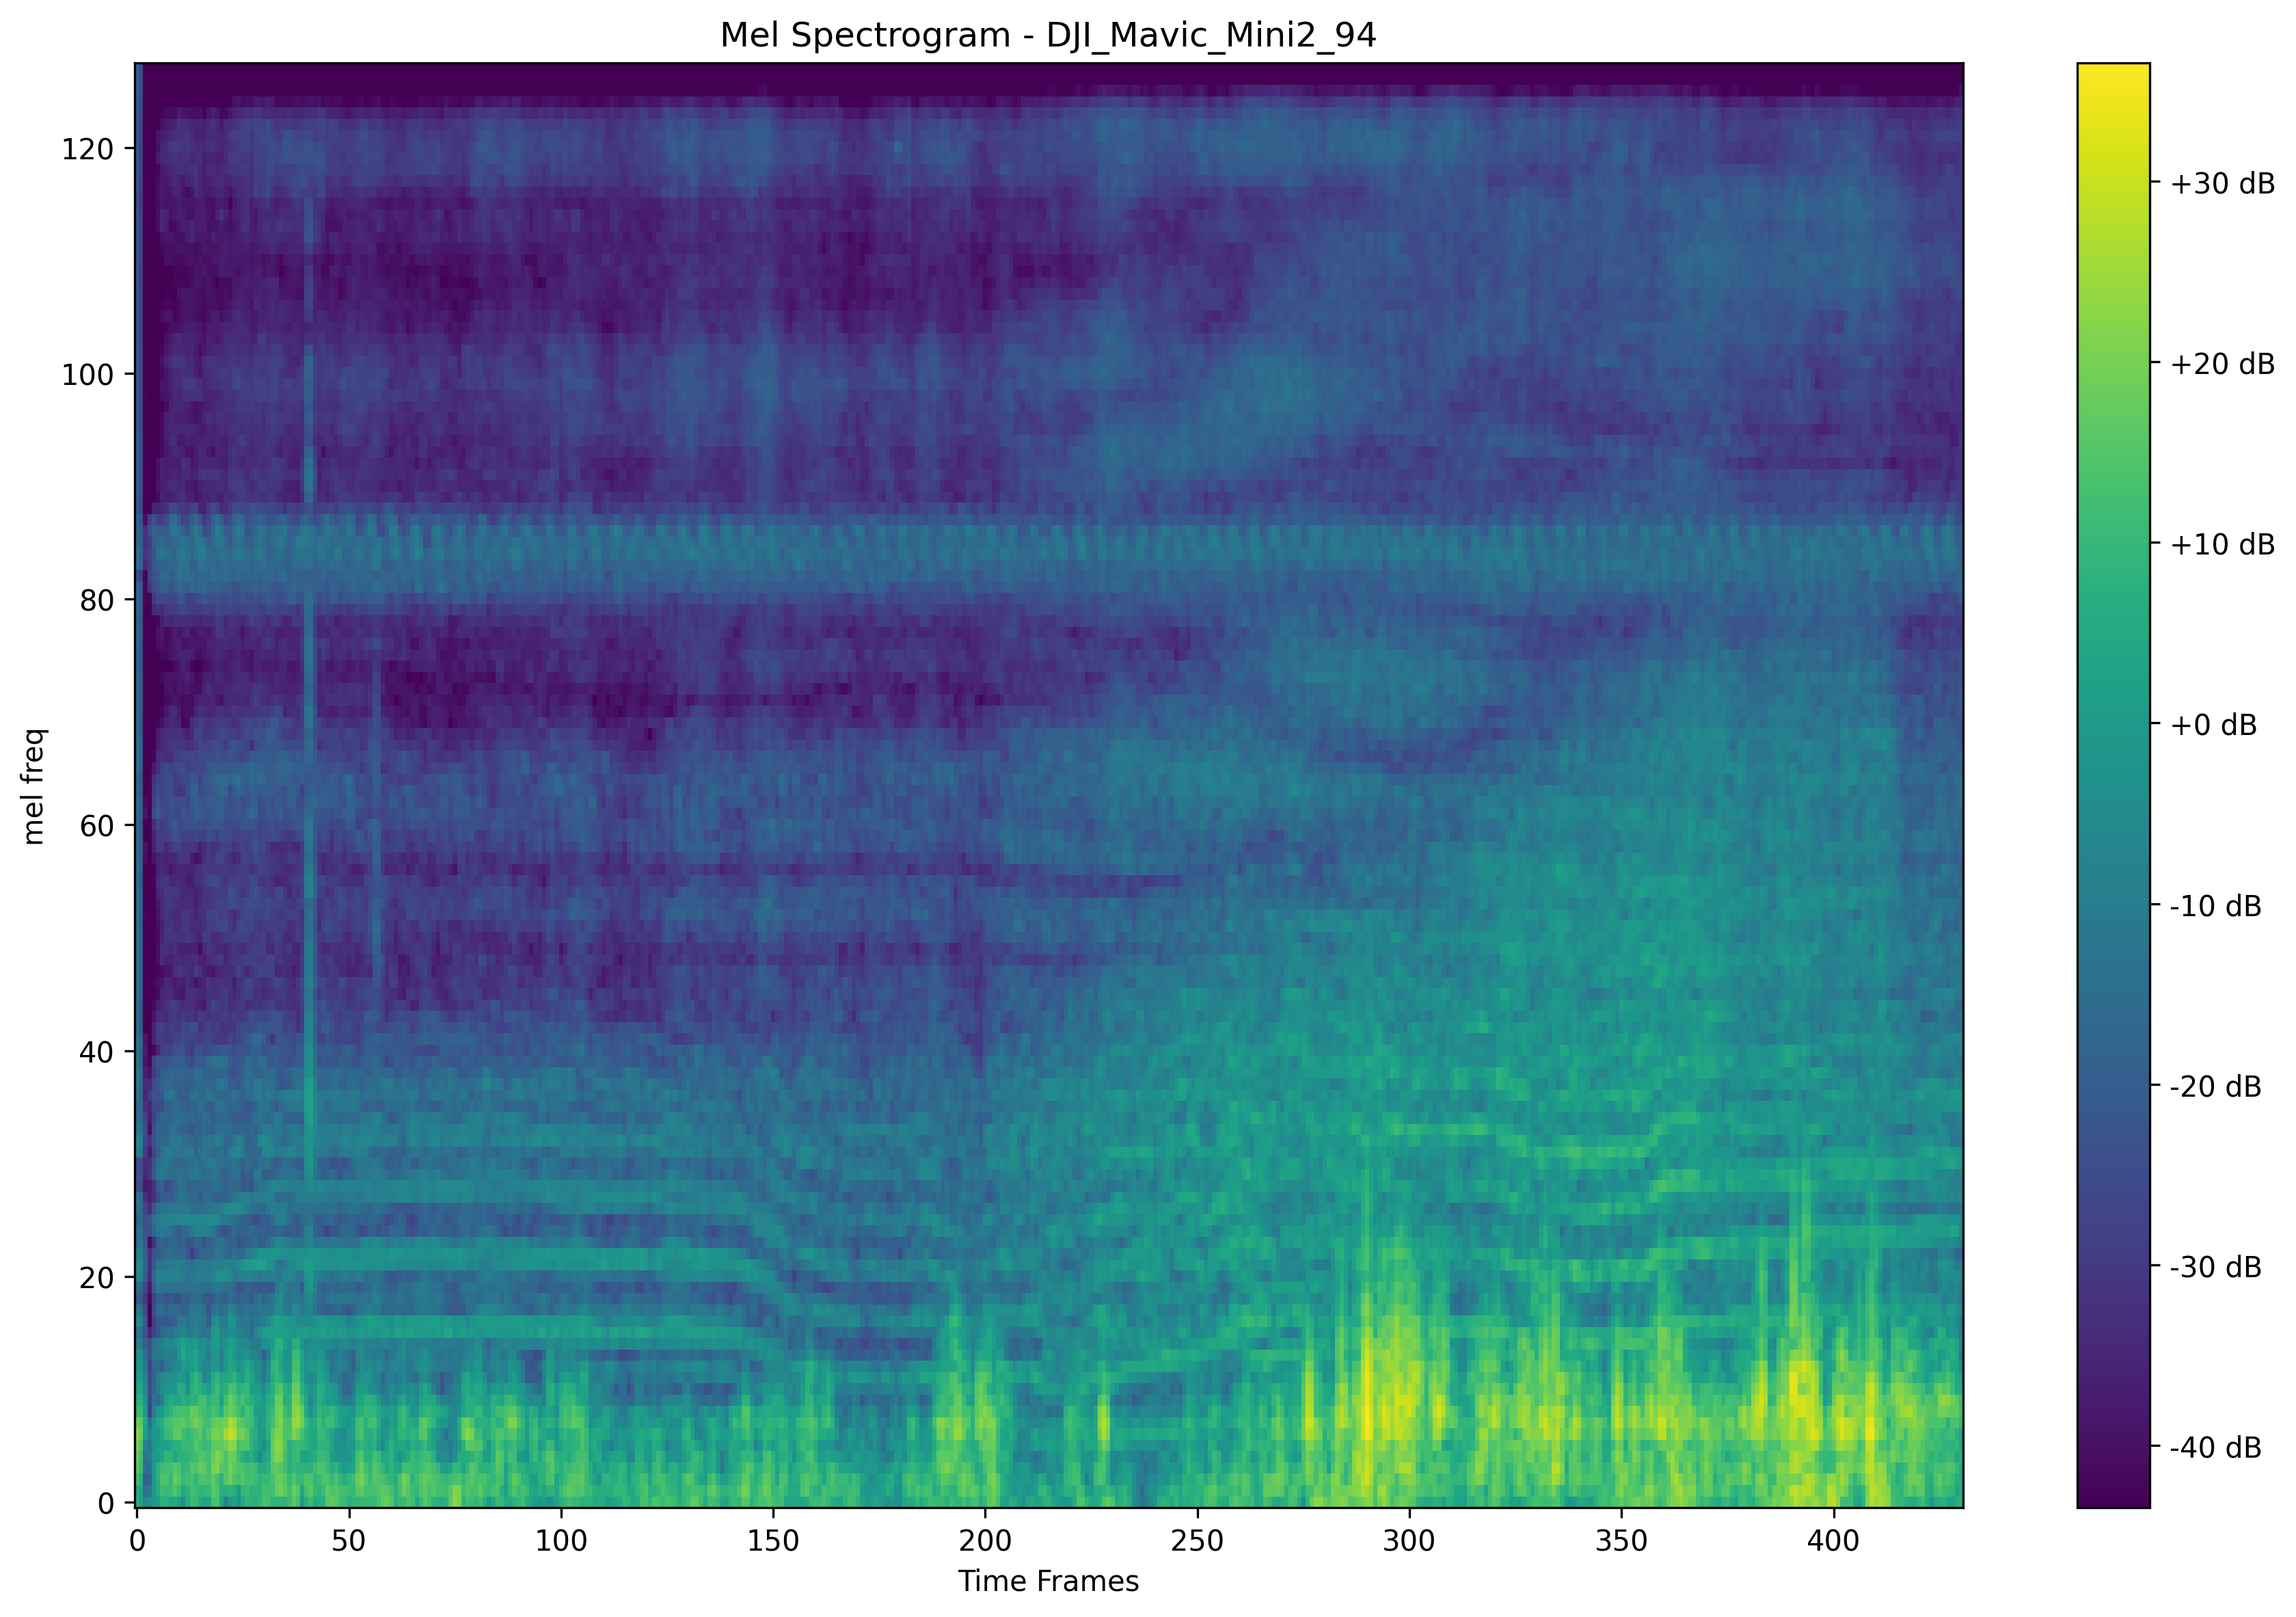 Mel Spectrogram - DJI_Mavic_Mini2_94
mel freq
120
100
80
60
40
20
0
0 50 100 150 200 250 300 350 400
Time Frames
+30 dB
+20 dB
+10 dB
+0 dB
-10 dB
-20 dB
-30 dB
-40 dB